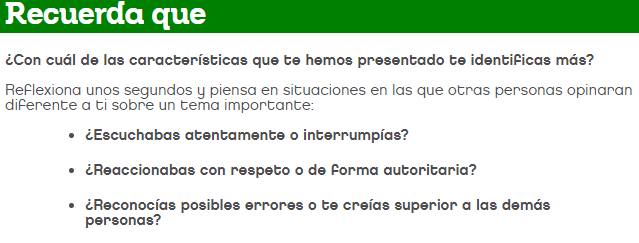 Recuerda que
¿Con cuál de las características que te hemos presentado te identificas más?
Reflexiona unos segundos y piensa en situaciones en las que otras personas opinaran
diferente a ti sobre un tema importante:
• ¿Escuchabas atentamente o interrumpías?
• ¿Reaccionabas con respeto o de forma autoritaria?
• ¿Reconocías posibles errores o te creías superior a las demás
personas?